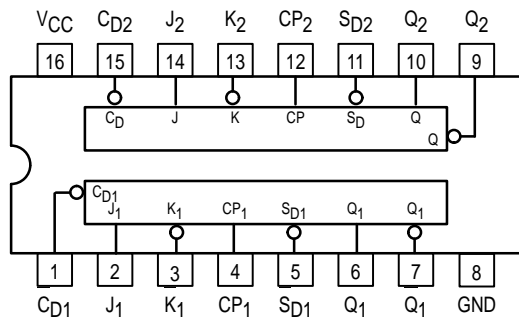 VCC CD2 J2 K2 CP2 SD2 Q2 Q2
16 15 14 13 12 11 10 9
CD J K CP SD Q
Q
CD1
J1 K1 CP1 SD1 Q1 Q1
1 2 3 4 5 6 7 8
CD1 J1 K1 CP1 SD1 Q1 Q1 GND